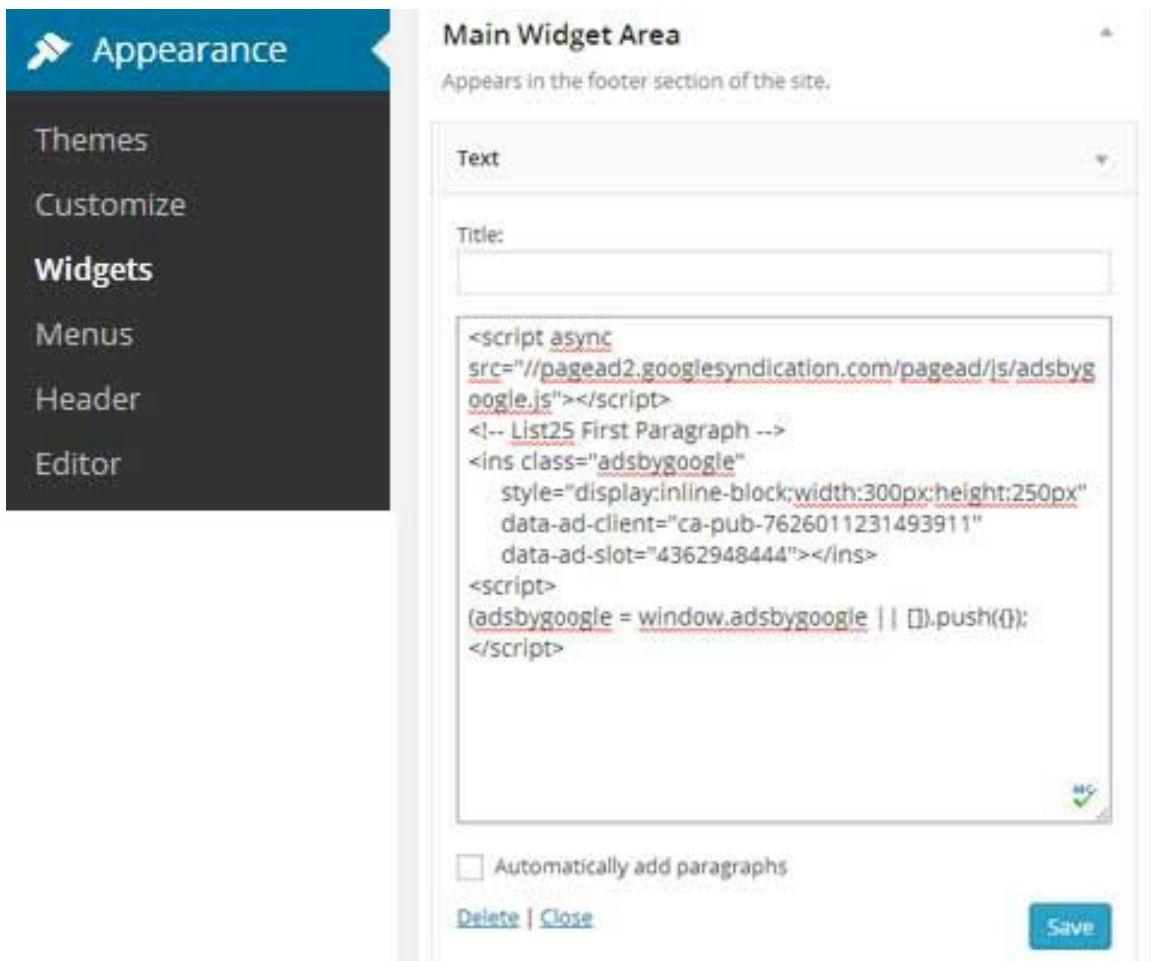 Appearance
Themes
Customize
Widgets
Menus
Header
Editor
Main Widget Area
Appears in the footer section of the site.
Text
Title:
<script async
src="//pagead2.googlesyndication.com/pagead/js/adsbyg
oogle.js"></script>
<!-- List25 First Paragraph -->
<ins class="adsbygoogle"
style="display:inline-block;width:300px;height:250px"
data-ad-client="ca-pub-7626011231493911"
data-ad-slot="4362948444"></ins>
<script>
(adsbygoogle = window.adsbygoogle || []).push({});
</script>
ABC
Automatically add paragraphs
Delete | Close
Save